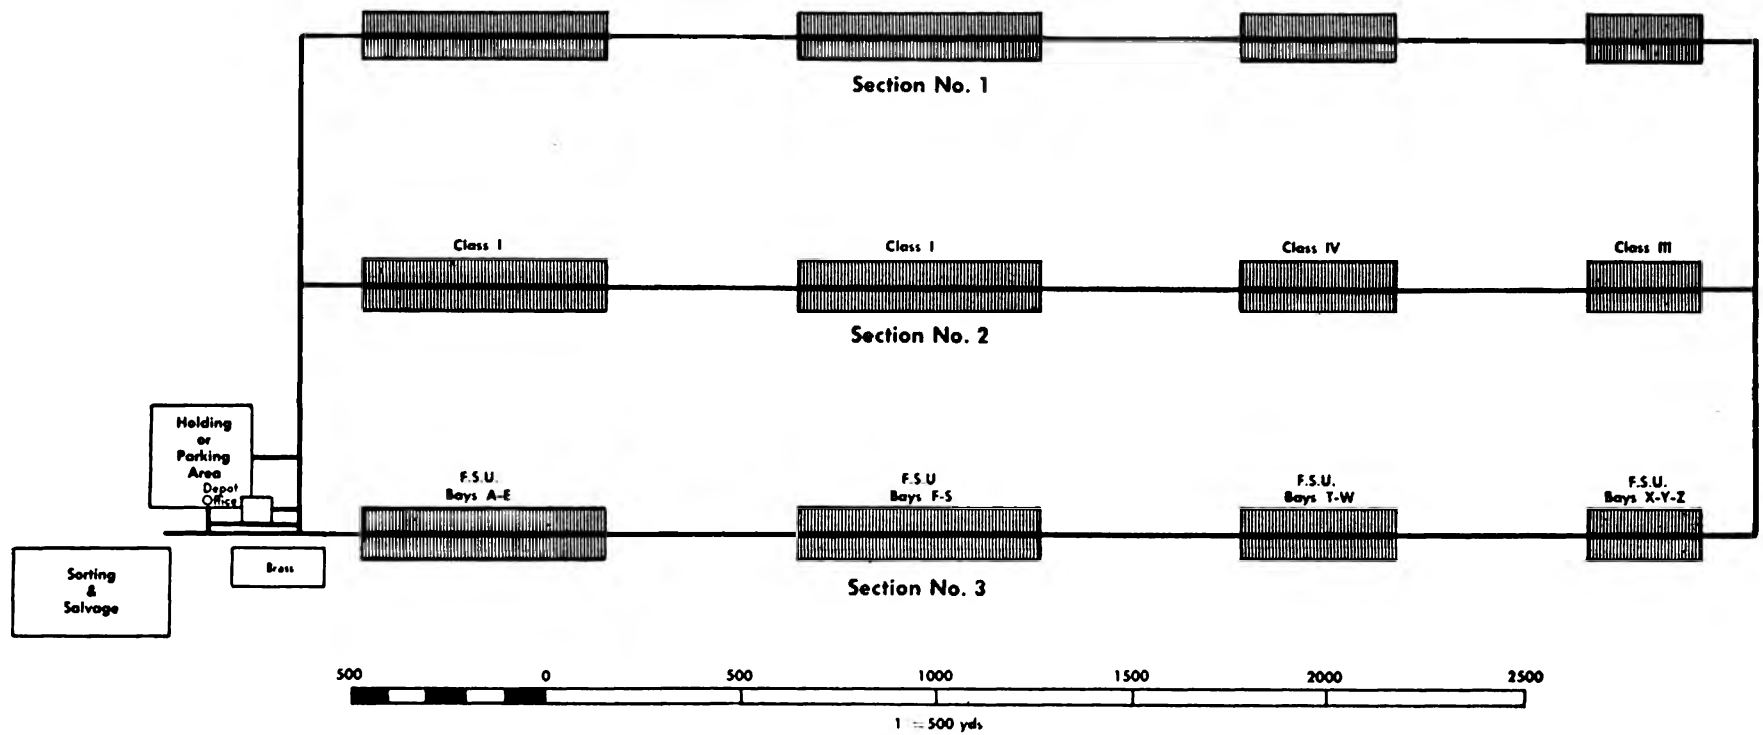 Section No. 1
Class I
Class I
Class IV
Class III
Section No. 2
Holding
or
Parking
Area
Depot
Office
F.S.U.
Bays A-E
F.S.U
Bays F-S
F.S.U.
Bays T-W
F.S.U.
Bays X-Y-Z
Sorting
&
Salvage
Brass
Section No. 3
500 0 500 1000 1500 2000 2500
1 = 500 yds